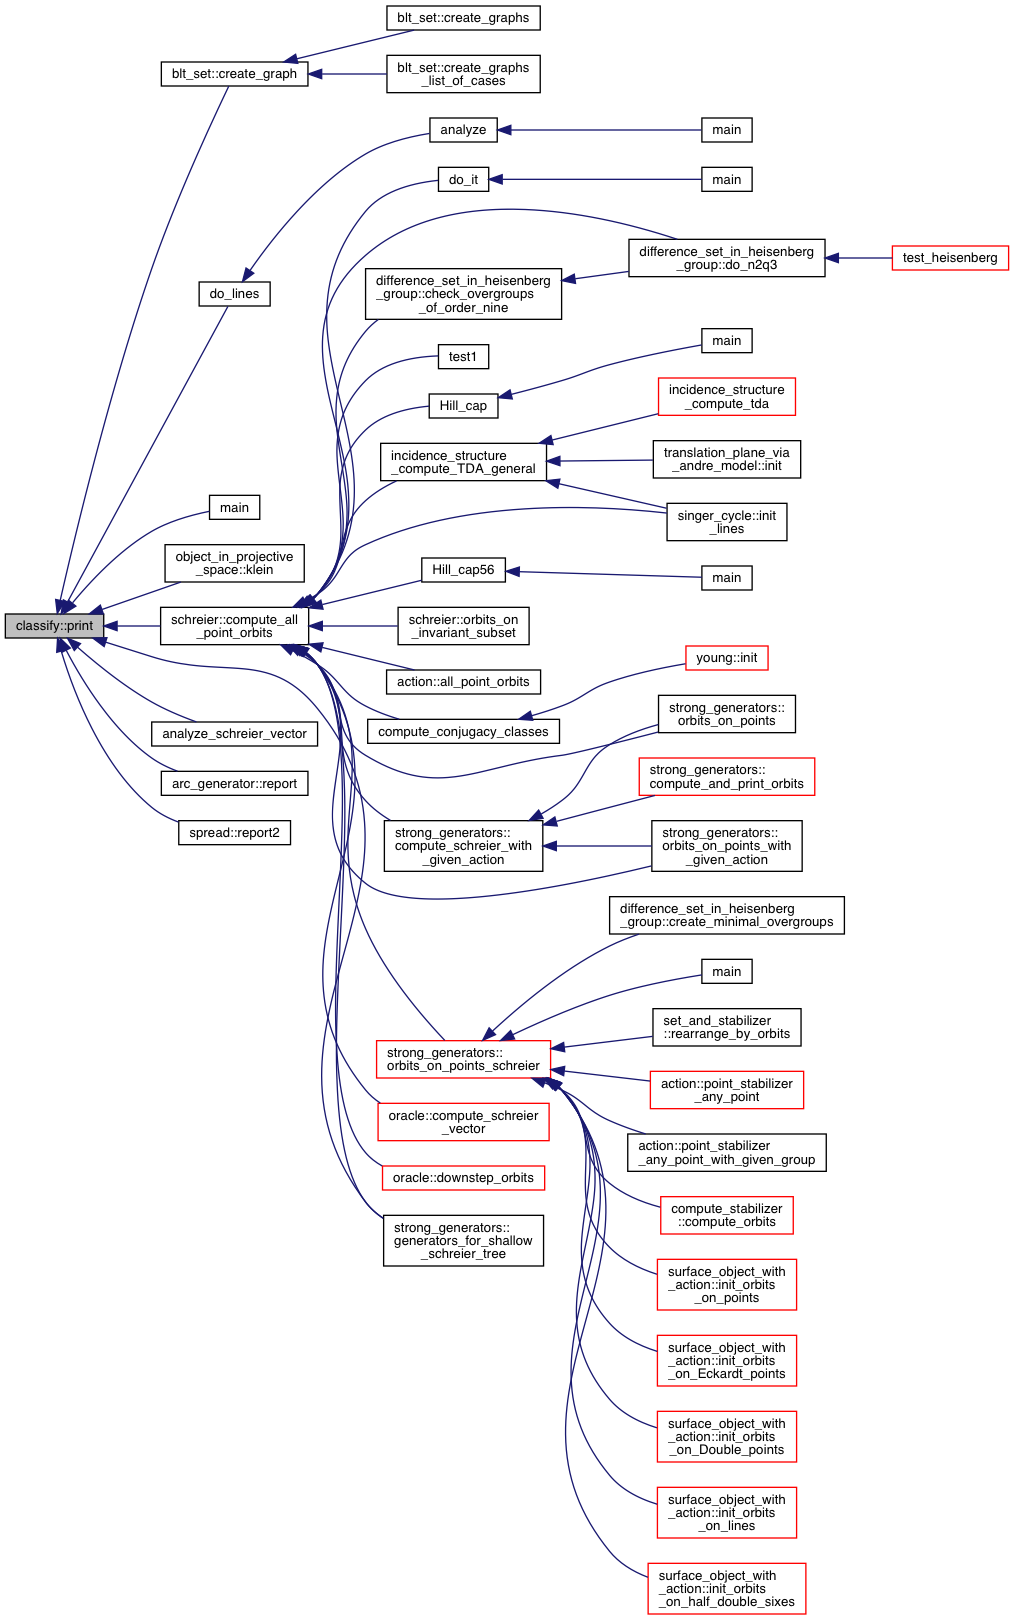 blt_set::create_graphs
blt_set::create_graph
blt_set::create_graphs
_list_of_cases
analyze
main
do_it
main
difference_set_in_heisenberg
_group::do_n2q3
test_heisenberg
difference_set_in_heisenberg
_group::check_overgroups
_of_order_nine
do_lines
main
test1
incidence_structure
_compute_tda
Hill_cap
incidence_structure
_compute_TDA_general
translation_plane_via
_andre_model::init
main
singer_cycle::init
_lines
object_in_projective
_space::klein
Hill_cap56
main
classify::print
schreier::compute_all
_point_orbits
schreier::orbits_on
_invariant_subset
young::init
action::all_point_orbits
strong_generators::
orbits_on_points
analyze_schreier_vector
compute_conjugacy_classes
arc_generator::report
strong_generators::
compute_and_print_orbits
spread::report2
strong_generators::
compute_schreier_with
_given_action
strong_generators::
orbits_on_points_with
_given_action
difference_set_in_heisenberg
_group::create_minimal_overgroups
main
set_and_stabilizer
::rearrange_by_orbits
strong_generators::
orbits_on_points_schreier
action::point_stabilizer
_any_point
oracle::compute_schreier
_vector
action::point_stabilizer
_any_point_with_given_group
oracle::downstep_orbits
compute_stabilizer
::compute_orbits
strong_generators::
generators_for_shallow
_schreier_tree
surface_object_with
_action::init_orbits
_on_points
surface_object_with
_action::init_orbits
_on_Eckardt_points
surface_object_with
_action::init_orbits
_on_Double_points
surface_object_with
_action::init_orbits
_on_lines
surface_object_with
_action::init_orbits
_on_half_double_sixes